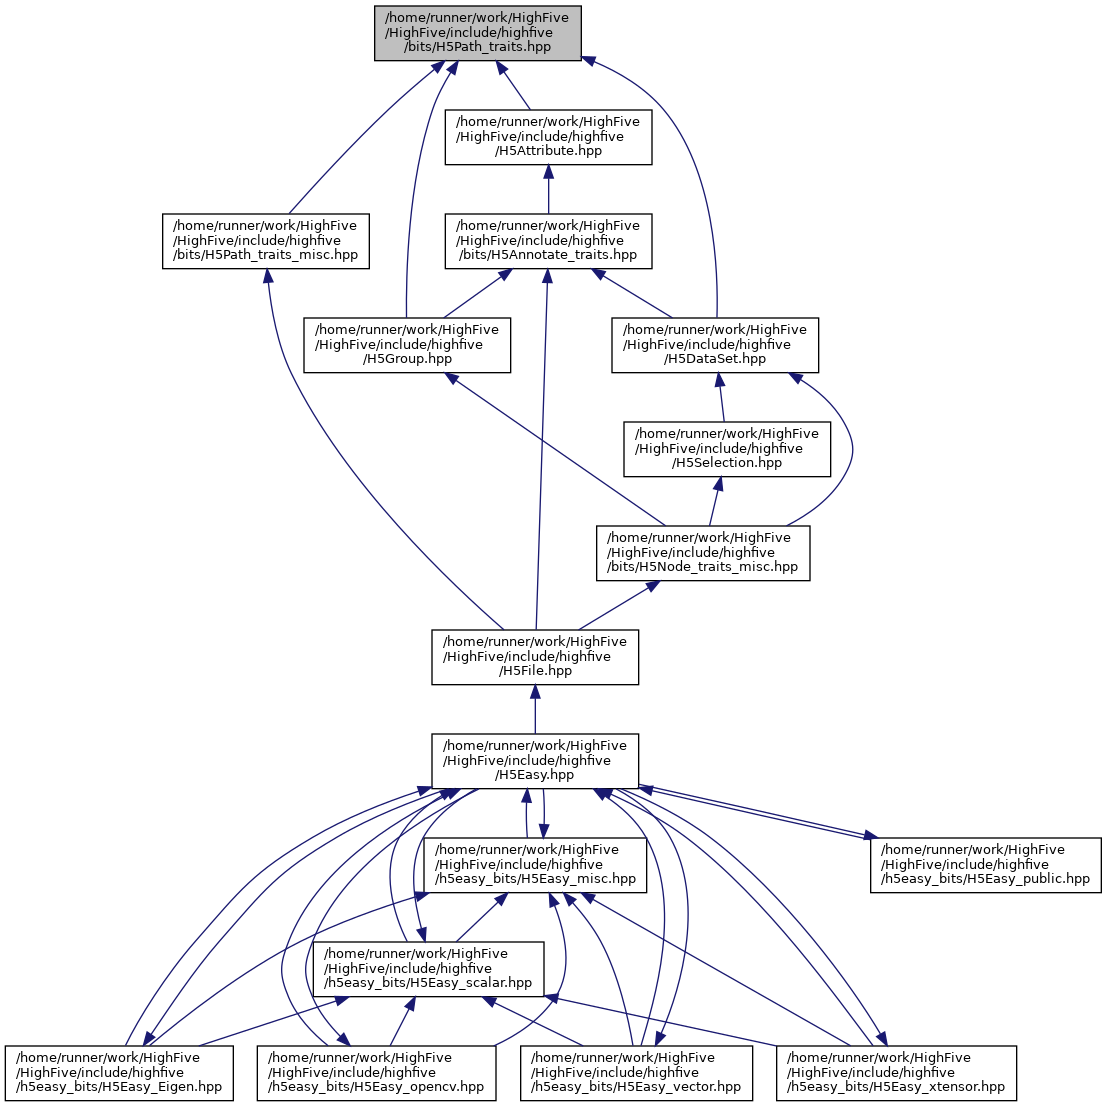 /home/runner/work/HighFive
/HighFive/include/highfive
/bits/H5Path_traits.hpp
/home/runner/work/HighFive
/HighFive/include/highfive
/H5Attribute.hpp
/home/runner/work/HighFive
/HighFive/include/highfive
/bits/H5Path_traits_misc.hpp
/home/runner/work/HighFive
/HighFive/include/highfive
/bits/H5Annotate_traits.hpp
/home/runner/work/HighFive
/HighFive/include/highfive
/H5Group.hpp
/home/runner/work/HighFive
/HighFive/include/highfive
/H5DataSet.hpp
/home/runner/work/HighFive
/HighFive/include/highfive
/H5Selection.hpp
/home/runner/work/HighFive
/HighFive/include/highfive
/bits/H5Node_traits_misc.hpp
/home/runner/work/HighFive
/HighFive/include/highfive
/H5File.hpp
/home/runner/work/HighFive
/HighFive/include/highfive
/H5Easy.hpp
/home/runner/work/HighFive
/HighFive/include/highfive
/h5easy_bits/H5Easy_misc.hpp
/home/runner/work/HighFive
/HighFive/include/highfive
/h5easy_bits/H5Easy_public.hpp
/home/runner/work/HighFive
/HighFive/include/highfive
/h5easy_bits/H5Easy_scalar.hpp
/home/runner/work/HighFive
/HighFive/include/highfive
/h5easy_bits/H5Easy_Eigen.hpp
/home/runner/work/HighFive
/HighFive/include/highfive
/h5easy_bits/H5Easy_opencv.hpp
/home/runner/work/HighFive
/HighFive/include/highfive
/h5easy_bits/H5Easy_vector.hpp
/home/runner/work/HighFive
/HighFive/include/highfive
/h5easy_bits/H5Easy_xtensor.hpp